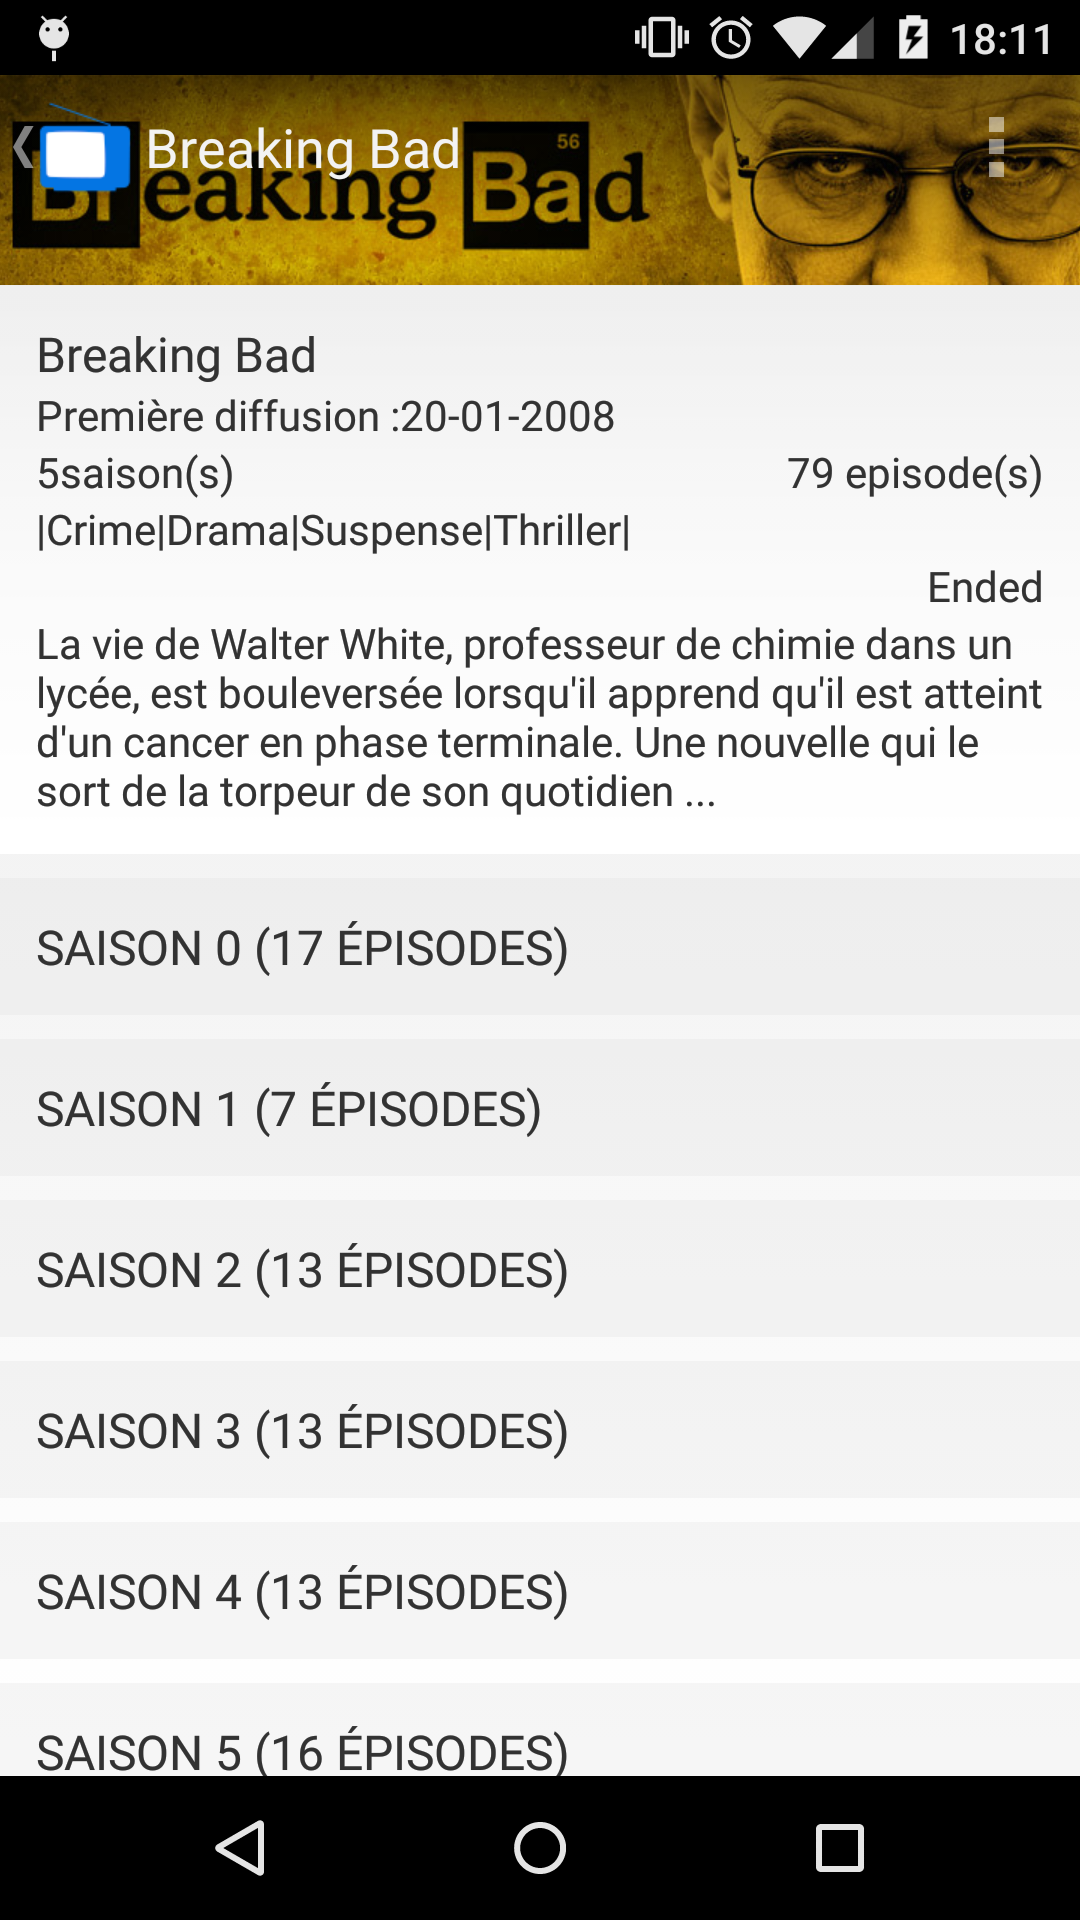 18:11
Breaking Bad
56
Breaking Bad
Breaking Bad
Première diffusion :20-01-2008
5saison(s) 79 episode(s)
|Crime|Drama|Suspense|Thriller|
Ended
La vie de Walter White, professeur de chimie dans un
lycée, est bouleversée lorsqu'il apprend qu'il est atteint
d'un cancer en phase terminale. Une nouvelle qui le
sort de la torpeur de son quotidien ...
SAISON 0 (17 ÉPISODES)
SAISON 1 (7 ÉPISODES)
SAISON 2 (13 ÉPISODES)
SAISON 3 (13 ÉPISODES)
SAISON 4 (13 ÉPISODES)
SAISON 5 (16 ÉPISODES)